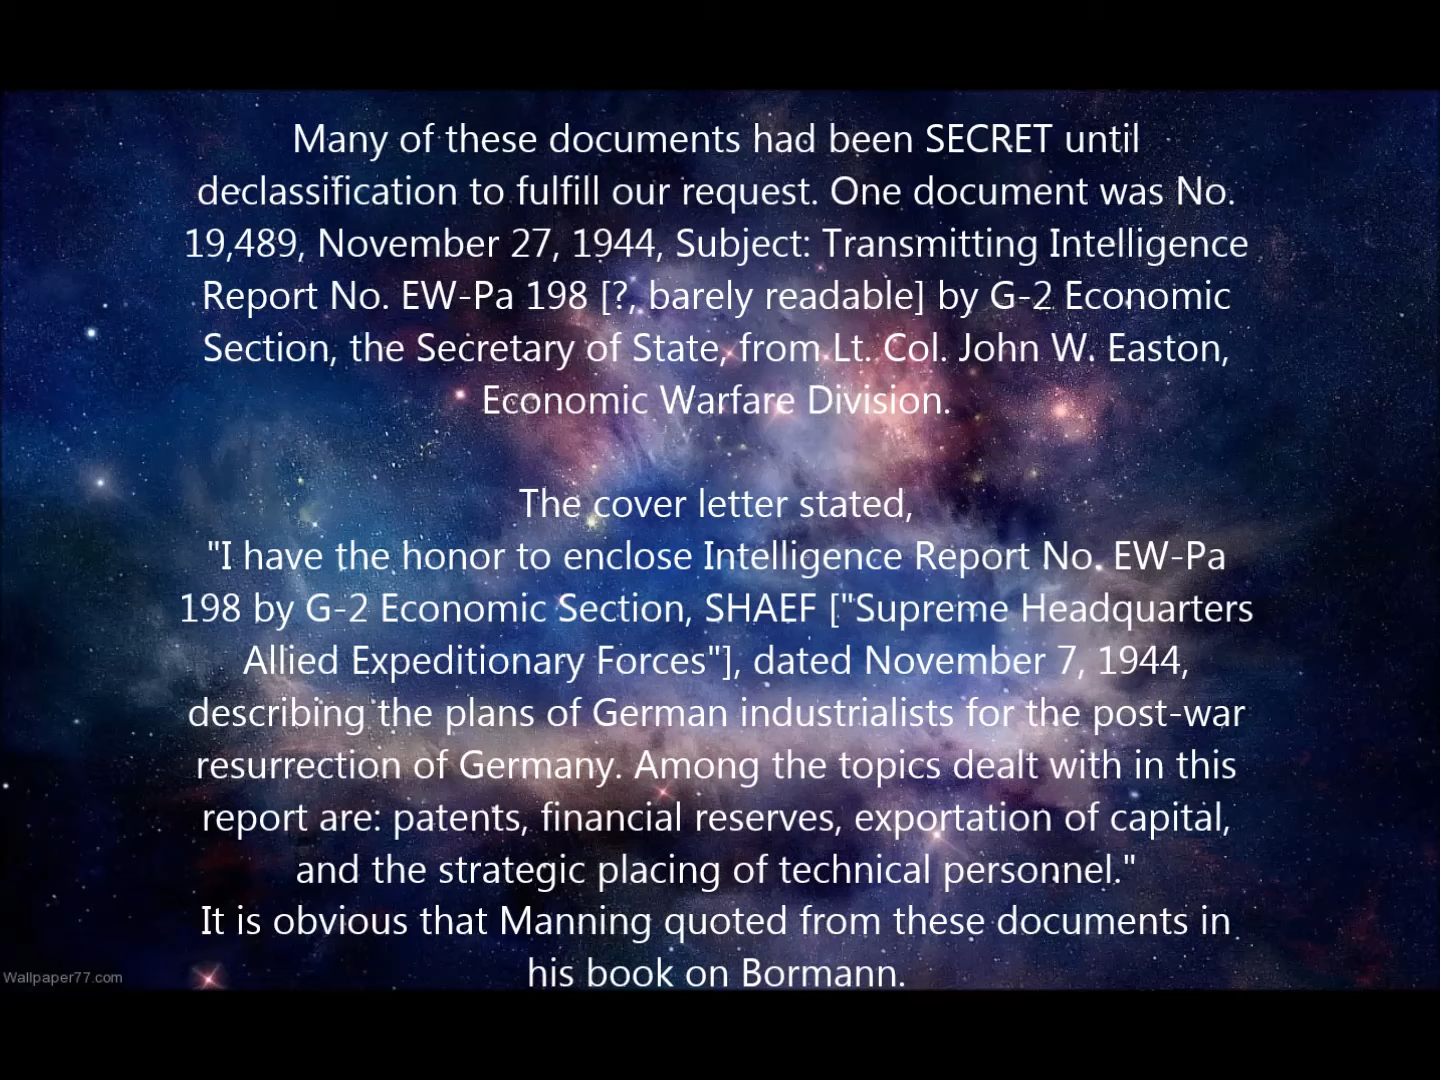 Many of these documents had been SECRET until
declassification to fulfill our request. One document was No.
19,489, November 27, 1944, Subject: Transmitting Intelligence
Report No. EW-Pa 198 [?, barely readable] by G-2 Economic
Section, the Secretary of State, from Lt. Col. John W. Easton,
Economic Warfare Division.
The cover letter stated,
"I have the honor to enclose Intelligence Report No. EW-Pa
198 by G-2 Economic Section, SHAEF ["Supreme Headquarters
Allied Expeditionary Forces"], dated November 7, 1944,
describing the plans of German industrialists for the post-war
resurrection of Germany. Among the topics dealt with in this
report are: patents, financial reserves, exportation of capital,
and the strategic placing of technical personnel."
It is obvious that Manning quoted from these documents in
his book on Bormann.
Wallpaper77.com